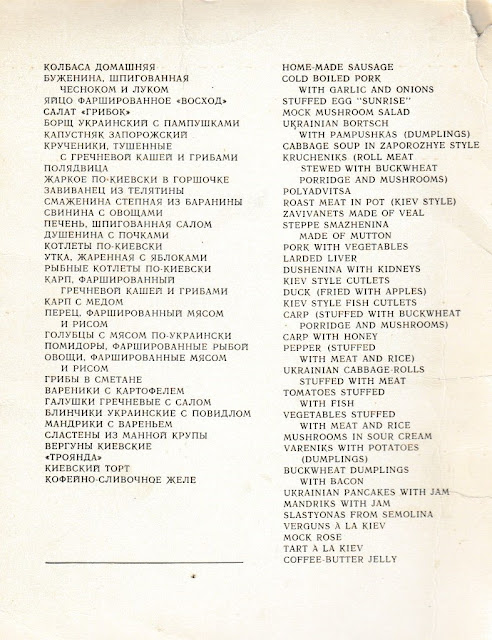 КОЛБАСА ДОМАШНЯЯ
БУЖЕНИНА, ШПИГОВАННАЯ
ЧЕСНОКОМ И ЛУКОМ
ЯЙЦО ФАРШИРОВАННОЕ «ВОСХОД»
САЛАТ «ГРИБОК»
БОРЩ УКРАИНСКИЙ С ПАМПУШКАМИ
КАПУСТНЯК ЗАПОРОЖСКИЙ
КРУЧЕНИКИ, ТУШЕННЫЕ
С ГРЕЧНЕВОЙ КАШЕЙ И ГРИБАМИ
ПОЛЯДВИЦА
ЖАРКОЕ ПО-КИЕВСКИ В ГОРШОЧКЕ
ЗАВИВАНЕЦ ИЗ ТЕЛЯТИНЫ
СМАЖЕНИНА СТЕПНАЯ ИЗ БАРАНИНЫ
СВИНИНА С ОВОЩАМИ
ПЕЧЕНЬ, ШПИГОВАННАЯ САЛОМ
ДУШЕНИНА С ПОЧКАМИ
КОТЛЕТЫ ПО-КИЕВСКИ
УТКА, ЖАРЕННАЯ С ЯБЛОКАМИ
РЫБНЫЕ КОТЛЕТЫ ПО-КИЕВСКИ
КАРП, ФАРШИРОВАННЫЙ
ГРЕЧНЕВОЙ КАШЕЙ И ГРИБАМИ
КАРП С МЕДОМ
ПЕРЕЦ, ФАРШИРОВАННЫЙ МЯСОМ
И РИСОМ
ГОЛУБЦЫ С МЯСОМ ПО-УКРАИНСКИ
ПОМИДОРЫ, ФАРШИРОВАННЫЕ РЫБОЙ
ОВОЩИ, ФАРШИРОВАННЫЕ МЯСОМ
И РИСОМ
ГРИБЫ В СМЕТАНЕ
ВАРЕНИКИ С КАРТОФЕЛЕМ
ГАЛУШКИ ГРЕЧНЕВЫЕ С САЛОМ
БЛИНЧИКИ УКРАИНСКИЕ С ПОВИДЛОМ
МАНДРИКИ С ВАРЕНЬЕМ
СЛАСТЕНЫ ИЗ МАННОЙ КРУПЫ
ВЕРГУНЫ КИЕВСКИЕ
«ТРОЯНДА»
КИЕВСКИЙ ТОРТ
КОФЕЙНО-СЛИВОЧНОЕ ЖЕЛЕ
HOME-MADE SAUSAGE
COLD BOILED PORK
WITH GARLIC AND ONIONS
STUFFED EGG "SUNRISE"
MOCK MUSHROOM SALAD
UKRAINIAN BORTSCH
WITH PAMPUSHKAS (DUMPLINGS)
CABBAGE SOUP IN ZAPOROZHYE STYLE
KRUCHENIKS (ROLL MEAT
STEWED WITH BUCKWHEAT
PORRIDGE AND MUSHROOMS)
POLYADVITSA
ROAST MEAT IN POT (KIEV STYLE)
ZAVIVANETS MADE OF VEAL
STEPPE SMAZHENINA
MADE OF MUTTON
PORK WITH VEGETABLES
LARDED LIVER
DUSHENINA WITH KIDNEYS
KIEV STYLE CUTLETS
DUCK (FRIED WITH APPLES)
KIEV STYLE FISH CUTLETS
CARP (STUFFED WITH BUCKWHEAT
PORRIDGE AND MUSHROOMS)
CARP WITH HONEY
PEPPER (STUFFED
WITH MEAT AND RICE)
UKRAINIAN CABBAGE-ROLLS
STUFFED WITH MEAT
TOMATOES STUFFED
WITH FISH
VEGETABLES STUFFED
WITH MEAT AND RICE
MUSHROOMS IN SOUR CREAM
VARENIKS WITH POTATOES
(DUMPLINGS)
BUCKWHEAT DUMPLINGS
WITH BACON
UKRAINIAN PANCAKES WITH JAM
MANDRIKS WITH JAM
SLASTYONAS FROM SEMOLINA
VERGUNS À LA KIEV
MOCK ROSE
TART À LA KIEV
COFFEE-BUTTER JELLY